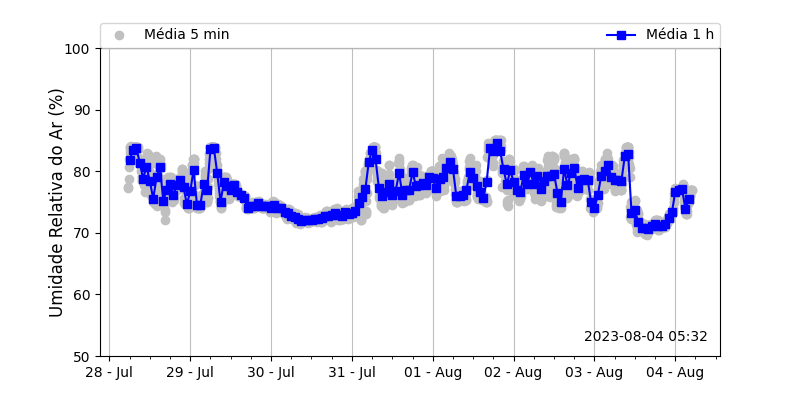 Média 5 min
Média 1 h
Umidade Relativa do Ar (%)
100
90
80
70
60
50
2023-08-04 05:32
28 - Jul
29 - Jul
30 - Jul
31 - Jul
01 - Aug
02 - Aug
03 - Aug
04 - Aug